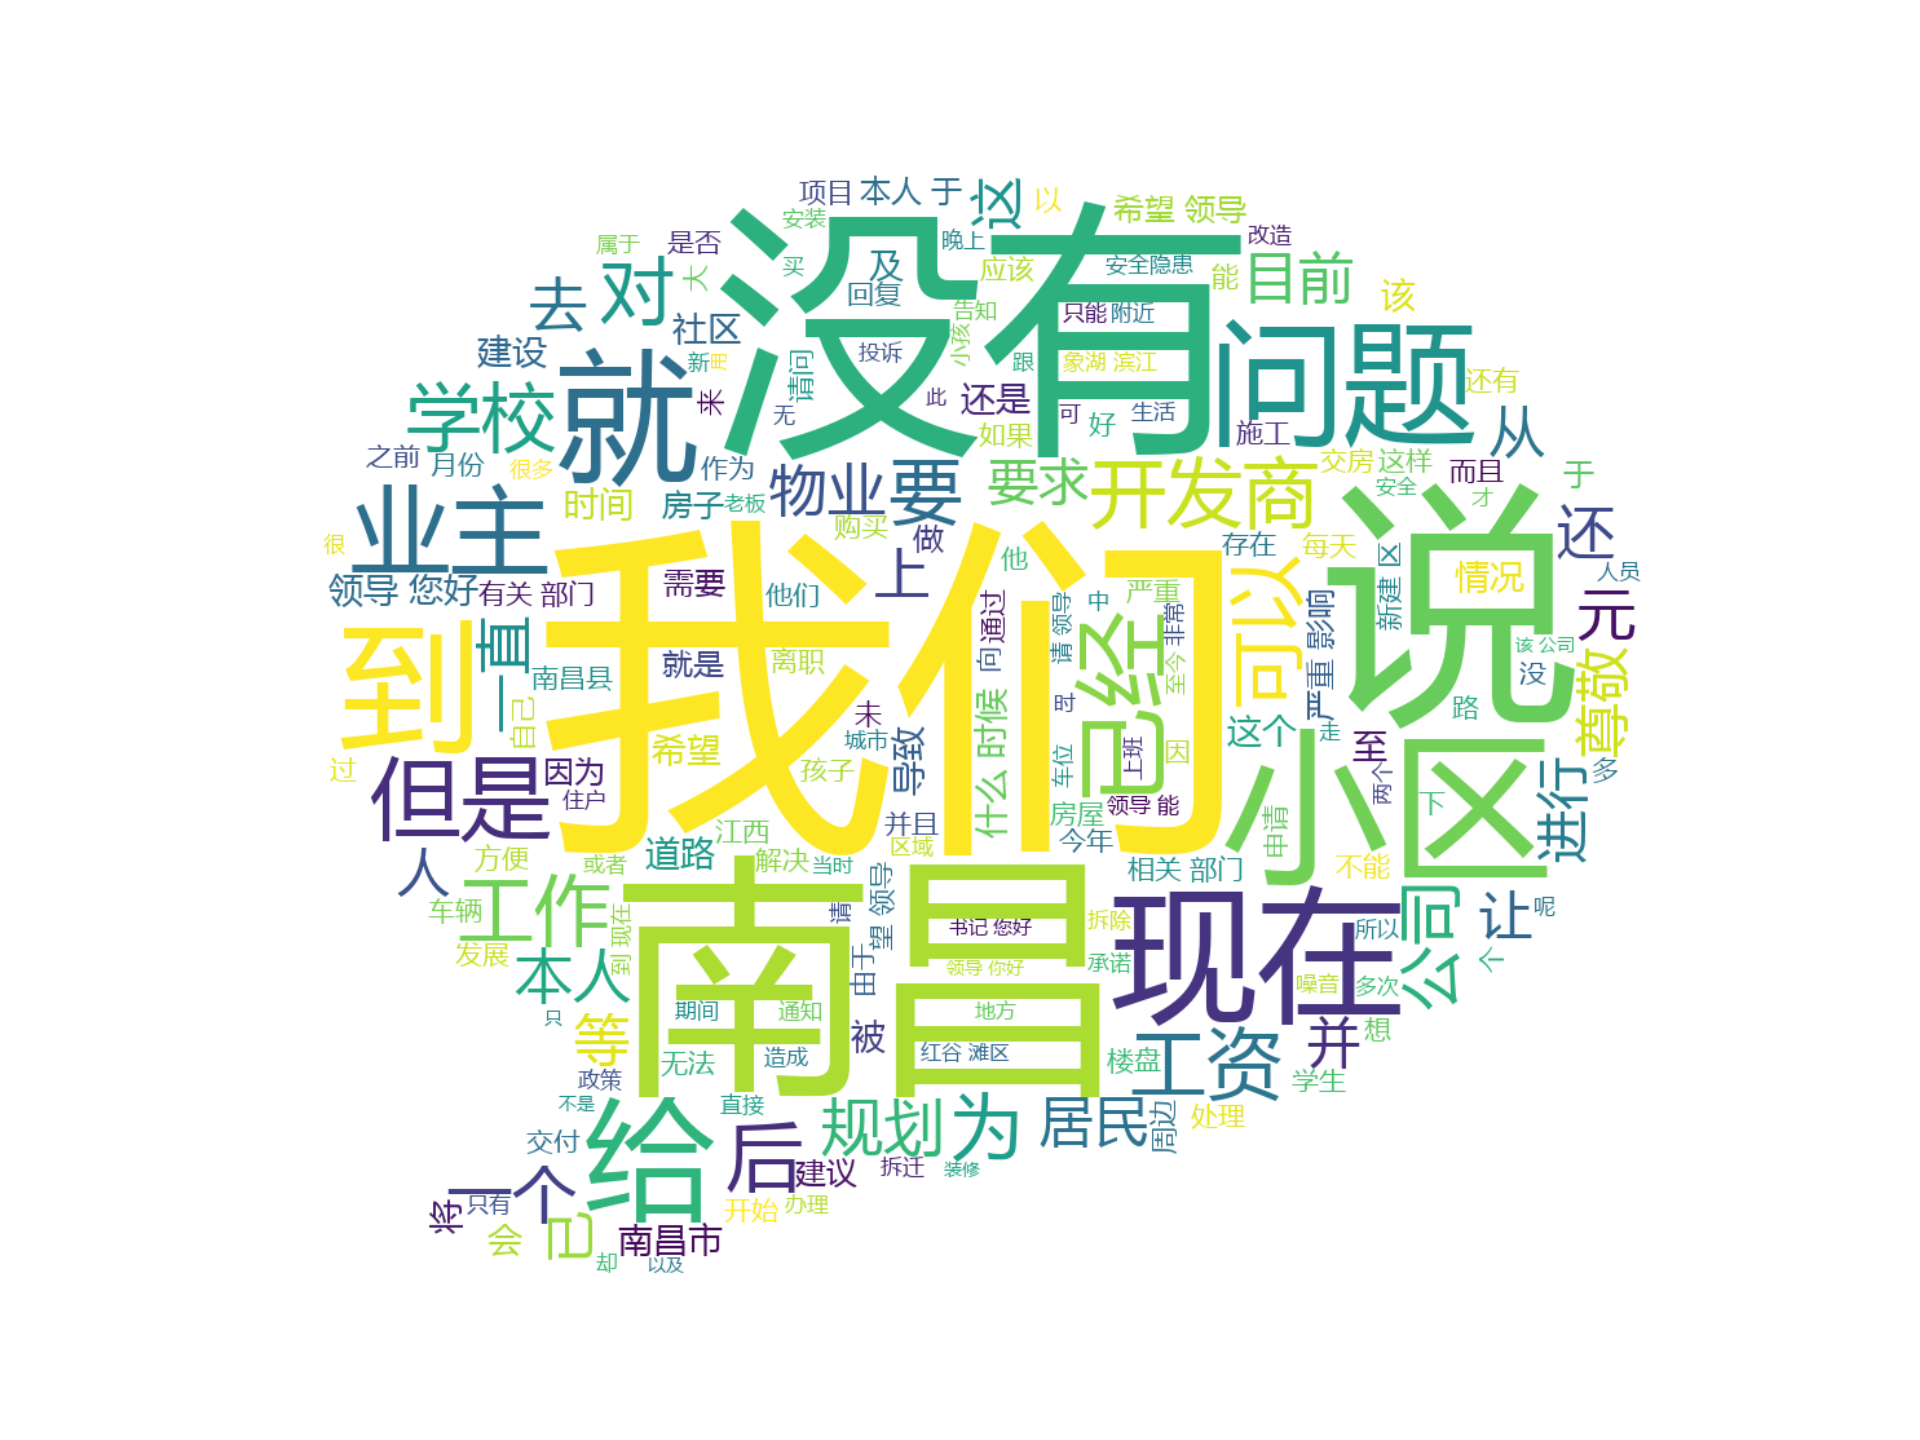 项目 本人 于 这 以 希望 领导
安装 晚上 改造
属于 是否 没有 及 应该 安全隐患 能 目前
去 对 大 买 回复 告知 只能 附近 该
建设 社区 小孩 问题
就 新 用 投诉 跟 象湖 滨江 还有
学校 来 请问 无 此 还是 可 生活
之前 月份 很多 作为 如果 好 施工 从
物业 要 要求 开发商 交房 这样 而且 于
业主 时间 房子 老板 安全 才
很 购买 做 说 还
领导 您好 有关 部门 需要 他们 上 他 存在 每天 新建 区 情况 人员
我们 中 严重 可以 元
到 一直 南昌县 就是 离职 向 通过 请 领导 已经 非常 严重 影响 没 该 公司
自己 希望 未 城市 什么 时候 时 至今 路 尊敬
过 但是 因为 住户 孩子 导致 车位 上班 因 这个 走 至 多
并且 房屋 领导 能 小区 两个 下 进行
人 方便 或者 道路 江西 解决 当时 区域 今年 相关 部门 申请 不能
车辆 工作 到 现在 南昌 请 望 领导 书记 您好 拆除 现在 所以 公司 让 呢
发展 本人 由于 领导 你好 承诺 噪音 多次 个
只 等 期间 通知 被 地方 并 想
无法 造成 红谷 滩区 楼盘 工资 学生
政策
不是 给 直接 后 规划 为 居民 周边 处理
交付 建议 拆迁 装修
将 一个 只有 开始 办理
会 已 南昌市
却 以及